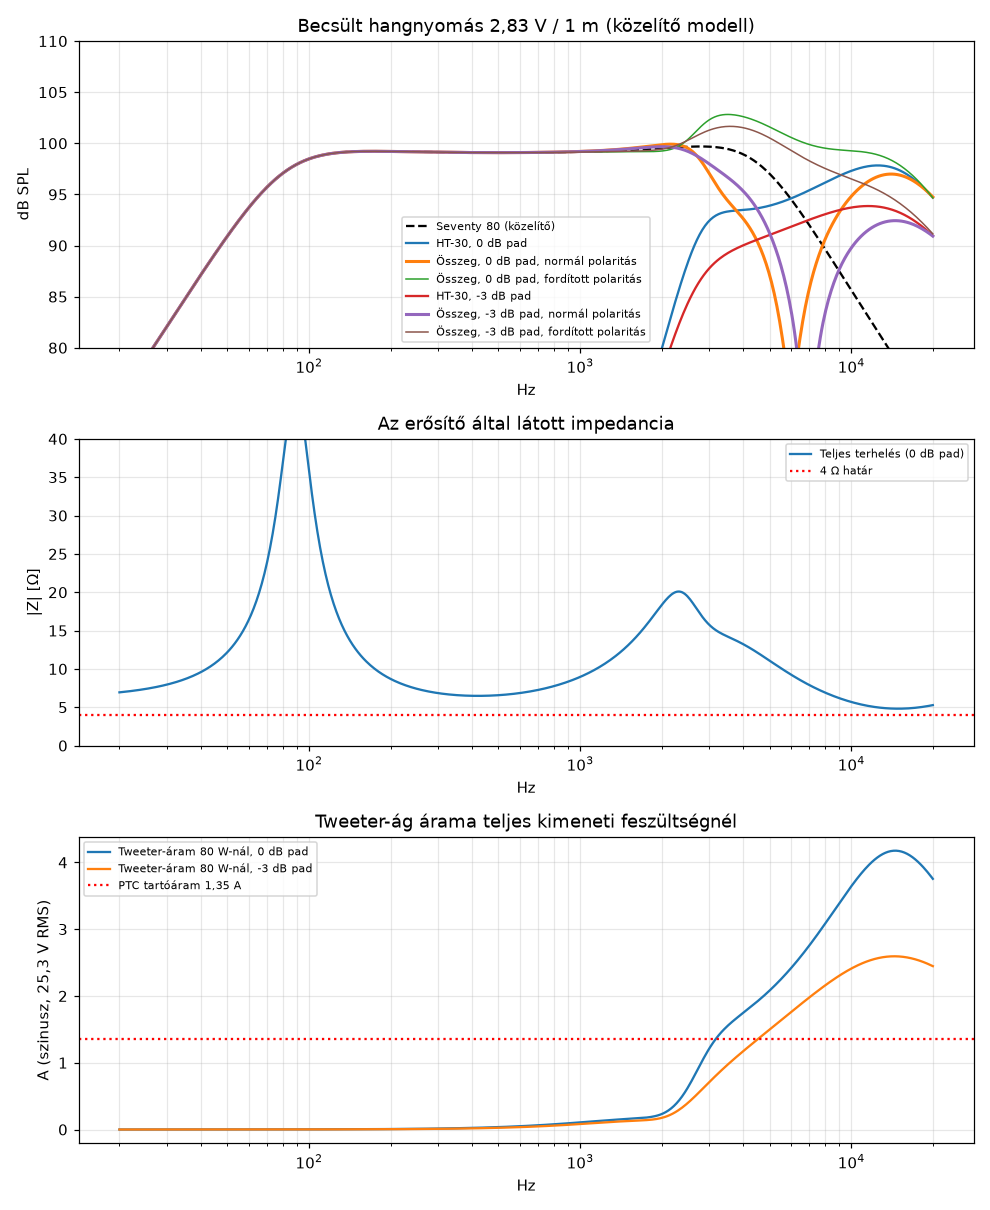 Becsült hangnyomás 2,83 V / 1 m (közelítő modell)
110
105
100
95
90
85
80
dB SPL
Seventy 80 (közelítő)
HT-30, 0 dB pad
Összeg, 0 dB pad, normál polaritás
Összeg, 0 dB pad, fordított polaritás
HT-30, -3 dB pad
Összeg, -3 dB pad, normál polaritás
Összeg, -3 dB pad, fordított polaritás
10² 10³ 10⁴
Hz
Az erősítő által látott impedancia
40
35
30
25
20
15
10
5
0
|Z| [Ω]
Teljes terhelés (0 dB pad)
4 Ω határ
10² 10³ 10⁴
Hz
Tweeter-ág árama teljes kimeneti feszültségnél
4
3
2
1
0
A (szinusz, 25,3 V RMS)
Tweeter-áram 80 W-nál, 0 dB pad
Tweeter-áram 80 W-nál, -3 dB pad
PTC tartóáram 1,35 A
10² 10³ 10⁴
Hz